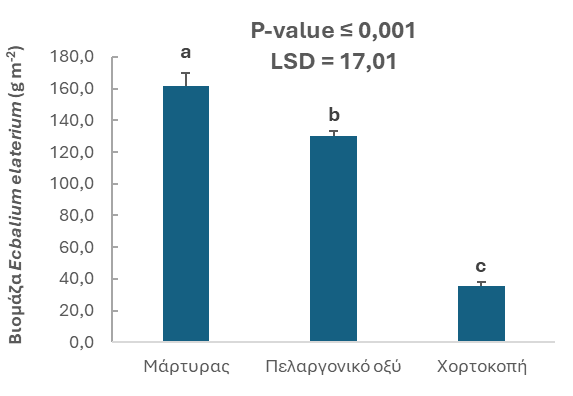 P-value ≤ 0,001
LSD = 17,01
Βιομάζα Ecbalium elaterium (g m-2)
180,0
160,0
140,0
120,0
100,0
80,0
60,0
40,0
20,0
0,0
a
b
c
Μάρτυρας
Πελαργονικό οξύ
Χορτοκοπή